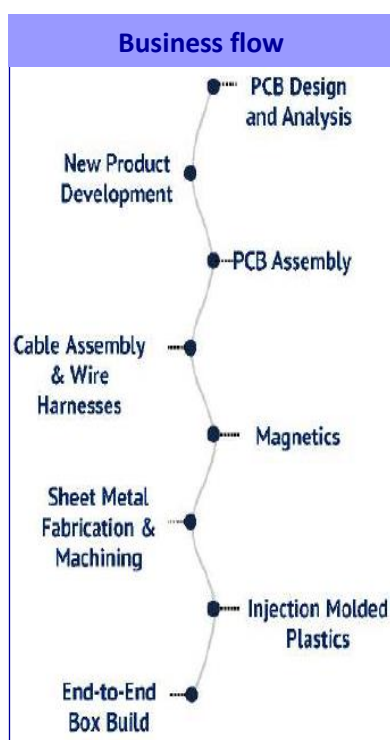 Business flow
PCB Design
and Analysis
New Product
Development
PCB Assembly
Cable Assembly
& Wire
Harnesses
Magnetics
Sheet Metal
Fabrication &
Machining
Injection Molded
Plastics
End-to-End
Box Build